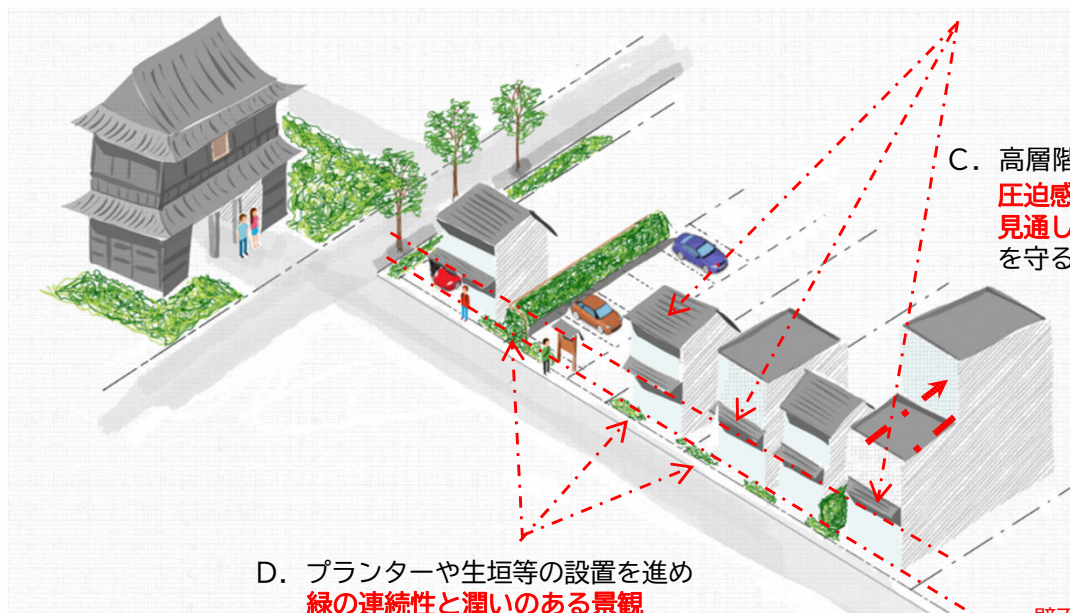 C．高層階
圧迫感
見通し
を守る
D．プランターや生垣等の設置を進め
緑の連続性と潤いのある景観